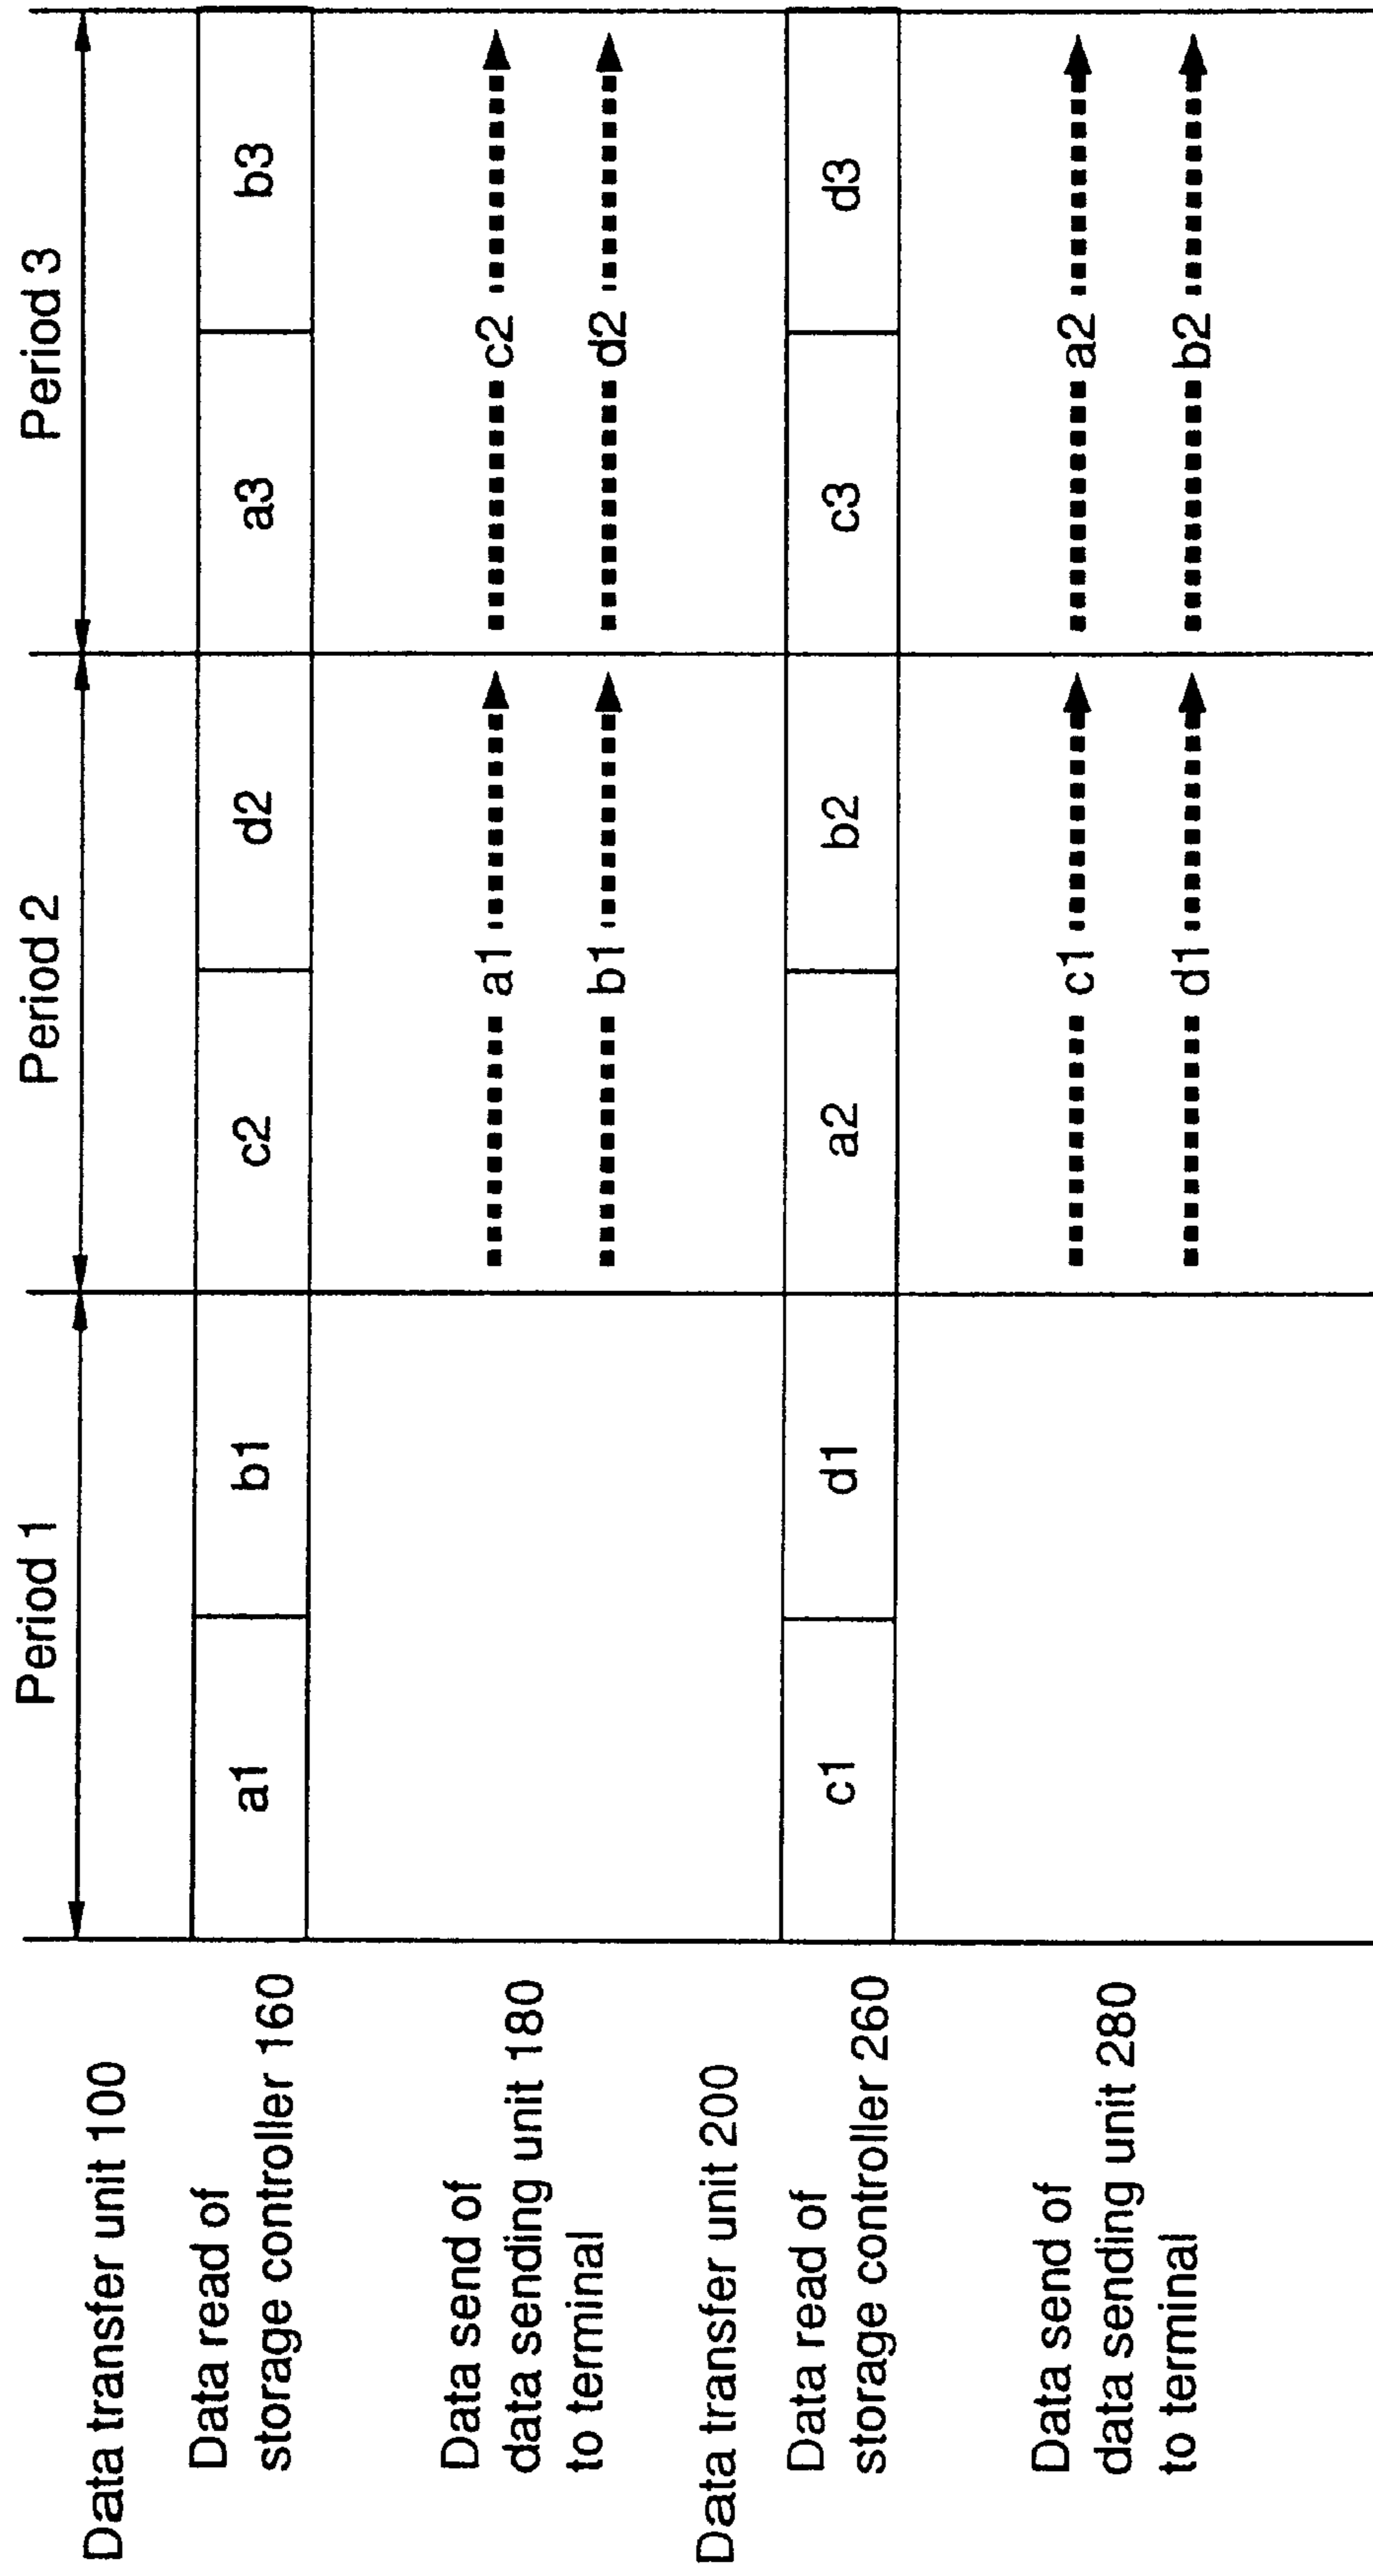 Period 1 Period 2 Period 3
Data transfer unit 100
Data read of
storage controller 160
a1 b1 c2 d2 a3 b3
Data send of
data sending unit 180
to terminal
a1 c2
b1 d2
Data transfer unit 200
Data read of
storage controller 260
c1 d1 a2 b2 c3 d3
Data send of
data sending unit 280
to terminal
c1 a2
d1 b2